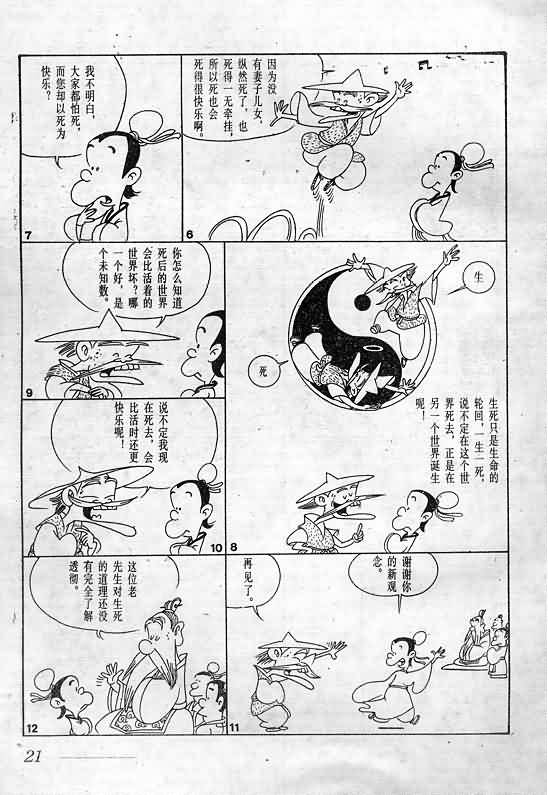 因为没
有妻子儿女，
纵然死了，也
死得一无牵挂，
所以死也会
死得很快乐啊。
6
我不明白，
大家都怕死，
而您却以死为
快乐？
7
生
死
生死只是生命的
轮回，一生一死，
说不定在这个世
界死去，正是在
另一个世界诞生
呢！
8
你怎么知道
死后的世界
会比活着的
世界坏？哪
一个好，是
个未知数。
9
说不定我现
在死去，会
比活时还更
快乐呢！
10
谢谢你
的新观
念。
再见了。
11
这位老
先生对生死
的道理还没
有完全了解
透彻。
12
21